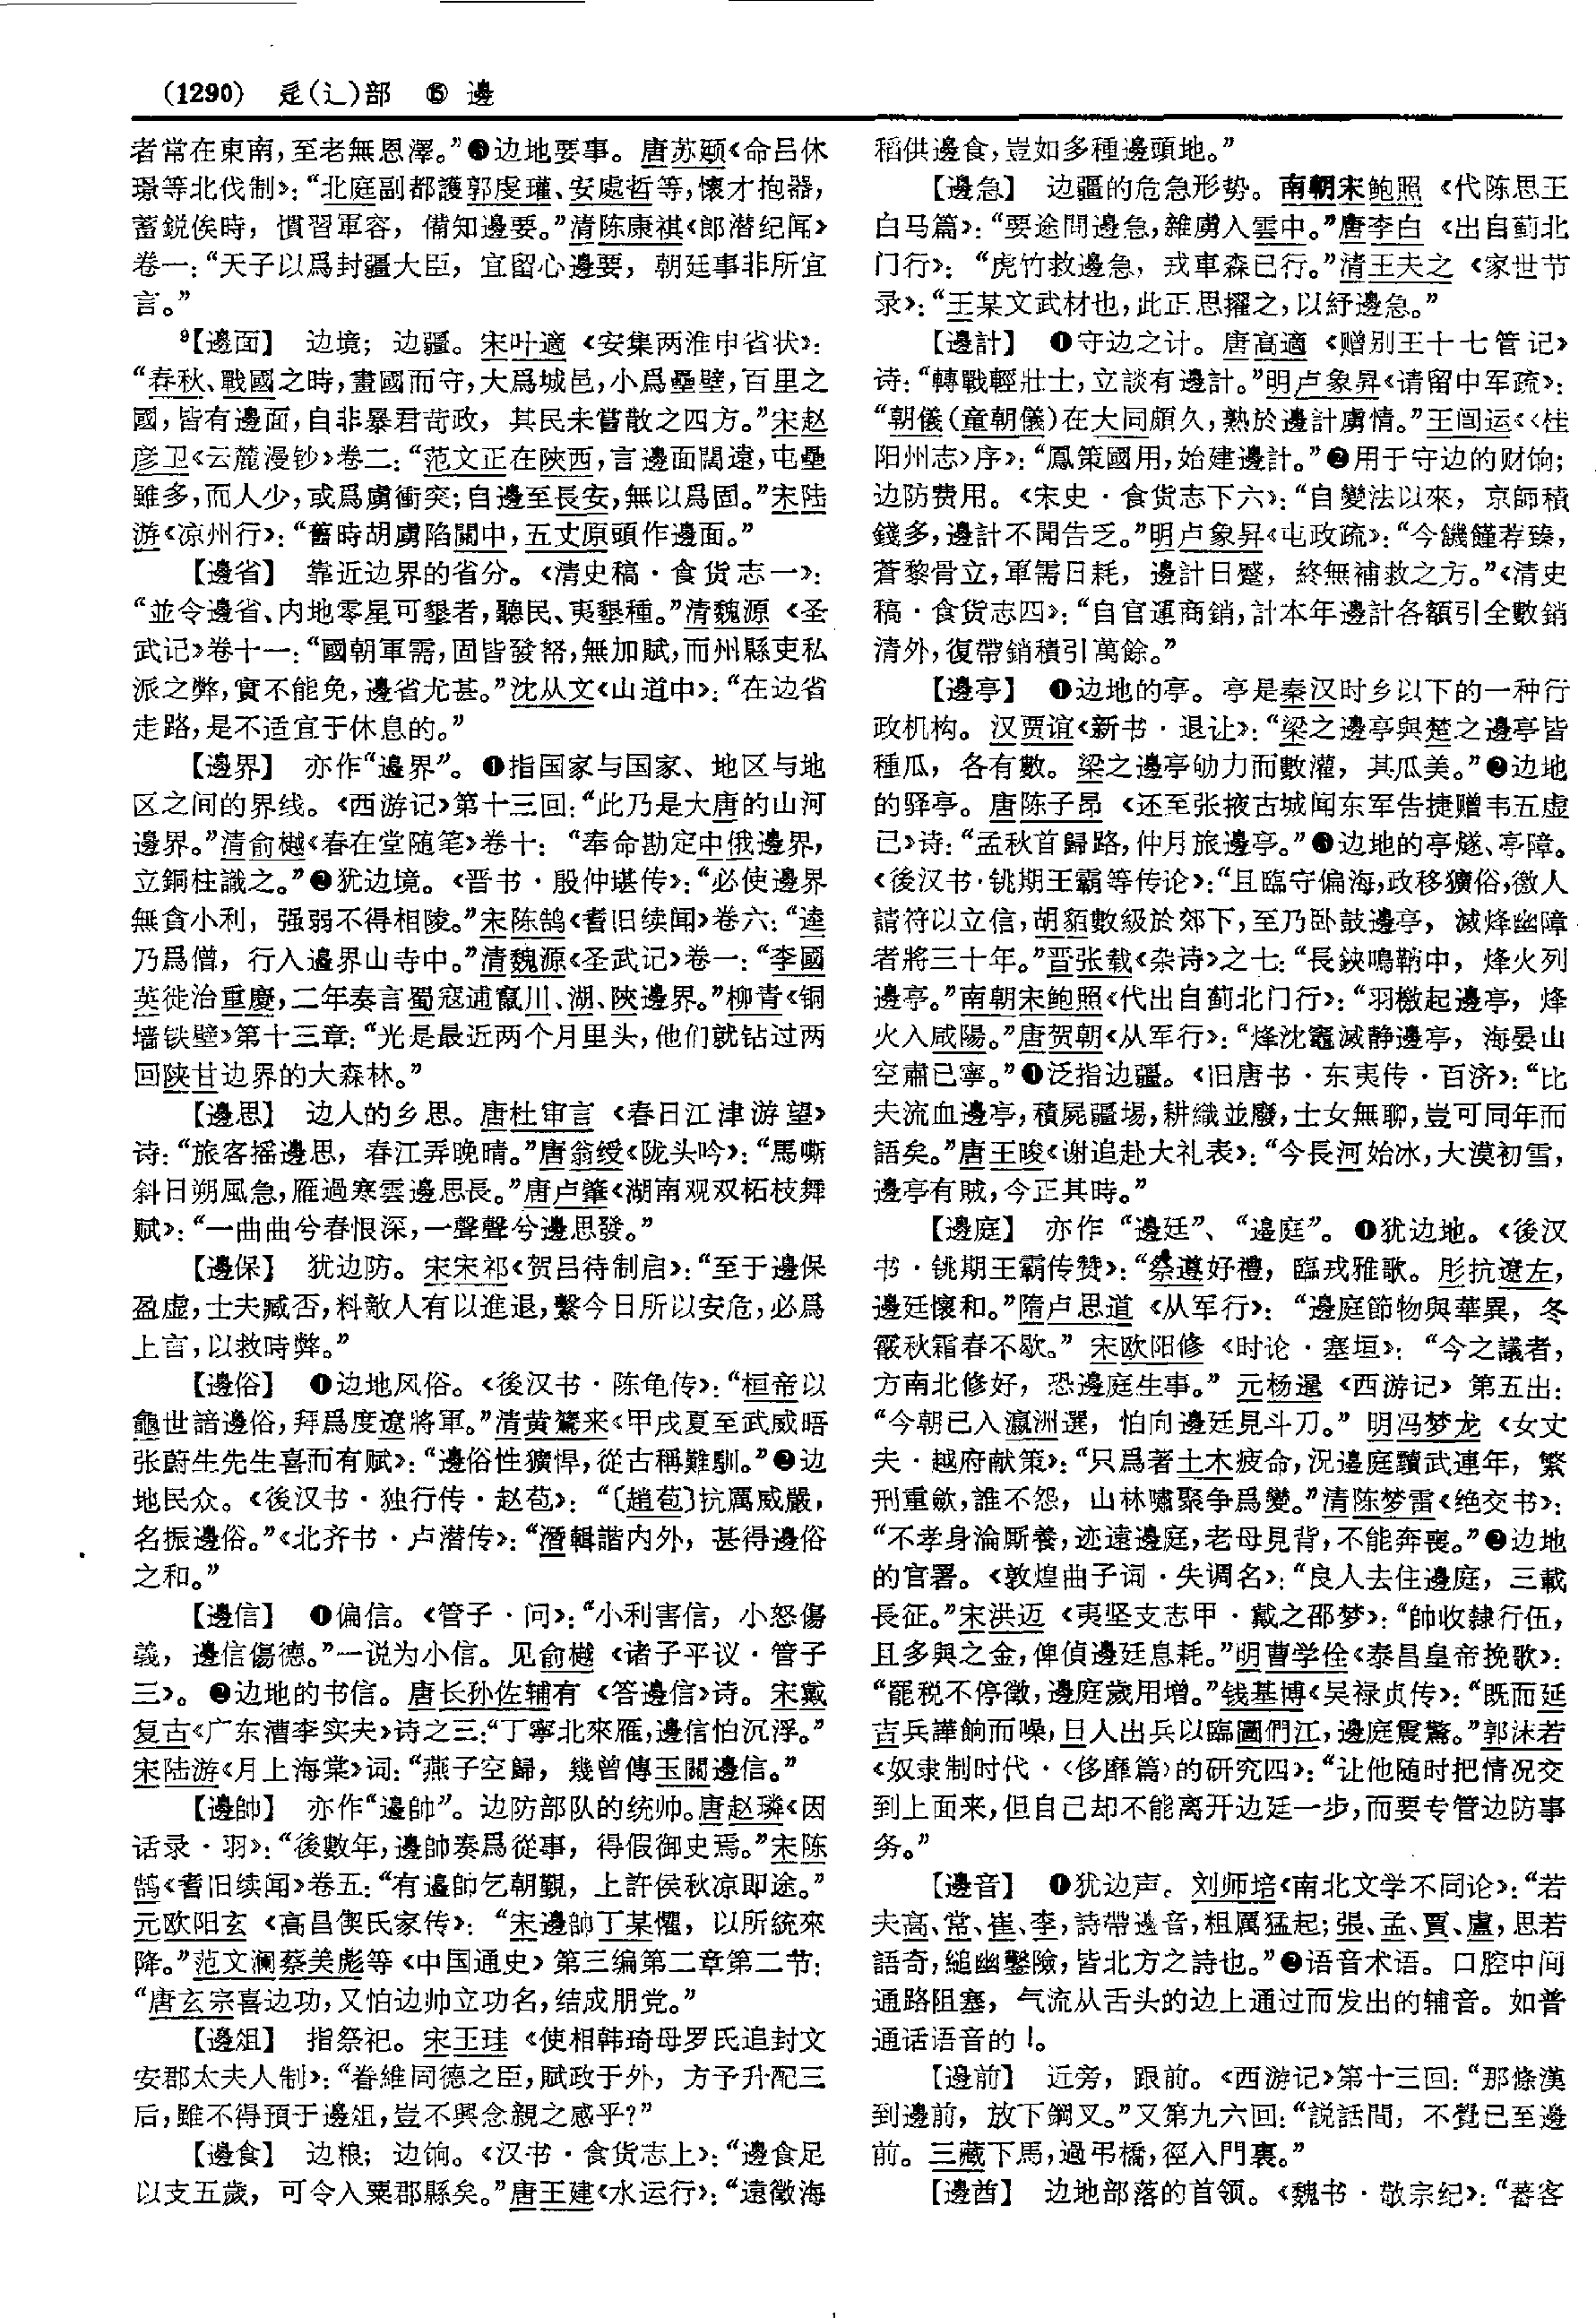 (1290) 辵(辶)部 ⑮ 邊
者常在東南，至老無恩澤。”❸边地要事。唐苏颋《命吕休
璟等北伐制》：“北庭副都護郭虔瓘、安處哲等，懷才抱器，
蓄鋭俟時，慣習軍容，備知邊要。”清陈康祺《郎潜纪闻》
卷一：“天子以爲封疆大臣，宜留心邊要，朝廷事非所宜
言。”
⁹【邊面】 边境；边疆。宋叶適《安集两淮申省状》：
“春秋、戰國之時，畫國而守，大爲城邑，小爲壘壁，百里之
國，皆有邊面，自非暴君苛政，其民未嘗散之四方。”宋赵
彦卫《云麓漫钞》卷二：“范文正在陝西，言邊面闊遠，屯壘
雖多，而人少，或爲虜衝突；自邊至長安，無以爲固。”宋陆
游《凉州行》：“舊時胡虜陷關中，五丈原頭作邊面。”
【邊省】 靠近边界的省分。《清史稿·食货志一》：
“並令邊省、内地零星可墾者，聽民、夷墾種。”清魏源《圣
武记》卷十一：“國朝軍需，固皆發帑，無加賦，而州縣吏私
派之弊，實不能免，邊省尤甚。”沈从文《山道中》：“在边省
走路，是不适宜于休息的。”
【邊界】 亦作“邉界”。❶指国家与国家、地区与地
区之间的界线。《西游记》第十三回：“此乃是大唐的山河
邊界。”清俞樾《春在堂随笔》卷十：“奉命勘定中俄邊界，
立銅柱識之。”❷犹边境。《晋书·殷仲堪传》：“必使邊界
無貪小利，强弱不得相陵。”宋陈鹄《耆旧续闻》卷六：“逵
乃爲僧，行入邉界山寺中。”清魏源《圣武记》卷一：“李國
英徙治重慶，二年奏言蜀寇逋竄川、湖、陝邊界。”柳青《铜
墙铁壁》第十三章：“光是最近两个月里头，他们就钻过两
回陕甘边界的大森林。”
【邊思】 边人的乡思。唐杜审言《春日江津游望》
诗：“旅客摇邊思，春江弄晚晴。”唐翁绶《陇头吟》：“馬嘶
斜日朔風急，雁過寒雲邊思長。”唐卢肇《湖南观双柘枝舞
赋》：“一曲曲兮春恨深，一聲聲兮邊思發。”
【邊保】 犹边防。宋宋祁《贺吕待制启》：“至于邊保
盈虚，士夫臧否，料敵人有以進退，繫今日所以安危，必爲
上言，以救時弊。”
【邊俗】 ❶边地风俗。《後汉书·陈龟传》：“桓帝以
龜世諳邊俗，拜爲度遼將軍。”清黄鷟来《甲戌夏至武威晤
张蔚生先生喜而有赋》：“邊俗性獷悍，從古稱難馴。”❷边
地民众。《後汉书·独行传·赵苞》：“〔趙苞〕抗厲威嚴，
名振邊俗。”《北齐书·卢潜传》：“潛輯諧内外，甚得邊俗
之和。”
【邊信】 ❶偏信。《管子·问》：“小利害信，小怒傷
義，邊信傷德。”一说为小信。见俞樾《诸子平议·管子
三》。❷边地的书信。唐长孙佐辅有《答邊信》诗。宋戴
复古《广东漕李实夫》诗之三：“丁寧北來雁，邊信怕沉浮。”
宋陆游《月上海棠》词：“燕子空歸，幾曾傳玉關邊信。”
【邊帥】 亦作“邉帥”。边防部队的统帅。唐赵璘《因
话录·羽》：“後數年，邊帥奏爲從事，得假御史焉。”宋陈
鹄《耆旧续闻》卷五：“有邉帥乞朝覲，上許侯秋凉即途。”
元欧阳玄《高昌偰氏家传》：“宋邊帥丁某懼，以所統來
降。”范文澜蔡美彪等《中国通史》第三编第二章第二节：
“唐玄宗喜边功，又怕边帅立功名，结成朋党。”
【邊俎】 指祭祀。宋王珪《使相韩琦母罗氏追封文
安郡太夫人制》：“眷維同德之臣，賦政于外，方予升配三
后，雖不得預于邊俎，豈不興念親之感乎？”
【邊食】 边粮；边饷。《汉书·食货志上》：“邊食足
以支五歲，可令入粟郡縣矣。”唐王建《水运行》：“遠徵海
稻供邊食，豈如多種邊頭地。”
【邊急】 边疆的危急形势。南朝宋鲍照《代陈思王
白马篇》：“要途問邊急，雜虜入雲中。”唐李白《出自蓟北
门行》：“虎竹救邊急，戎車森已行。”清王夫之《家世节
录》：“王某文武材也，此正思擢之，以紓邊急。”
【邊計】 ❶守边之计。唐高適《赠别王十七管记》
诗：“轉戰輕壯士，立談有邊計。”明卢象昇《请留中军疏》：
“朝儀（童朝儀）在大同頗久，熟於邊計虜情。”王闿运《〈桂
阳州志〉序》：“鳳策國用，始建邊計。”❷用于守边的财饷；
边防费用。《宋史·食货志下六》：“自變法以來，京師積
錢多，邊計不聞告乏。”明卢象昇《屯政疏》：“今饑饉荐臻，
蒼黎骨立，軍需日耗，邊計日蹙，終無補救之方。”《清史
稿·食货志四》：“自官運商銷，計本年邊計各額引全數銷
清外，復帶銷積引萬餘。”
【邊亭】 ❶边地的亭。亭是秦汉时乡以下的一种行
政机构。汉贾谊《新书·退让》：“梁之邊亭與楚之邊亭皆
種瓜，各有數。梁之邊亭劬力而數灌，其瓜美。”❷边地
的驿亭。唐陈子昂《还至张掖古城闻东军告捷赠韦五虚
己》诗：“孟秋首歸路，仲月旅邊亭。”❸边地的亭燧、亭障。
《後汉书·铫期王霸等传论》：“且臨守偏海，政移獷俗，徼人
請符以立信，胡貊數級於郊下，至乃卧鼓邊亭，滅烽幽障
者將三十年。”晋张载《杂诗》之七：“長鋏鳴鞘中，烽火列
邊亭。”南朝宋鲍照《代出自蓟北门行》：“羽檄起邊亭，烽
火入咸陽。”唐贺朝《从军行》：“烽沈竈滅静邊亭，海晏山
空肅已寧。”❹泛指边疆。《旧唐书·东夷传·百济》：“比
夫流血邊亭，積屍疆埸，耕織並廢，士女無聊，豈可同年而
語矣。”唐王晙《谢追赴大礼表》：“今長河始冰，大漠初雪，
邊亭有賊，今正其時。”
【邊庭】 亦作“邊廷”、“邉庭”。❶犹边地。《後汉
书·铫期王霸传赞》：“祭遵好禮，臨戎雅歌。肜抗遼左，
邊廷懷和。”隋卢思道《从军行》：“邊庭節物與華異，冬
霰秋霜春不歇。”宋欧阳修《时论·塞垣》：“今之議者，
方南北修好，恐邊庭生事。”元杨暹《西游记》第五出：
“今朝已入瀛洲選，怕向邊廷見斗刀。”明冯梦龙《女丈
夫·越府献策》：“只爲著土木疲命，況邉庭黷武連年，繁
刑重歛，誰不怨，山林嘯聚争爲變。”清陈梦雷《绝交书》：
“不孝身淪厮養，迹遠邊庭，老母見背，不能奔喪。”❷边地
的官署。《敦煌曲子词·失调名》：“良人去住邊庭，三載
長征。”宋洪迈《夷坚支志甲·戴之邵梦》：“帥收隸行伍，
且多與之金，俾偵邊廷息耗。”明曹学佺《泰昌皇帝挽歌》：
“罷税不停徵，邊庭歲用增。”钱基博《吴禄贞传》：“既而延
吉兵譁餉而噪，日人出兵以臨圖們江，邊庭震驚。”郭沫若
《奴隶制时代·〈侈靡篇〉的研究四》：“让他随时把情况交
到上面来，但自己却不能离开边廷一步，而要专管边防事
务。”
【邊音】 ❶犹边声。刘师培《南北文学不同论》：“若
夫高、常、崔、李，詩帶邊音，粗厲猛起；張、孟、賈、盧，思若
語奇，縋幽鑿險，皆北方之詩也。”❷语音术语。口腔中间
通路阻塞，气流从舌头的边上通过而发出的辅音。如普
通话语音的l。
【邊前】 近旁，跟前。《西游记》第十三回：“那條漢
到邊前，放下鋼叉。”又第九六回：“説話間，不覺已至邊
前。三藏下馬，過弔橋，徑入門裏。”
【邊酋】 边地部落的首领。《魏书·敬宗纪》：“蕃客